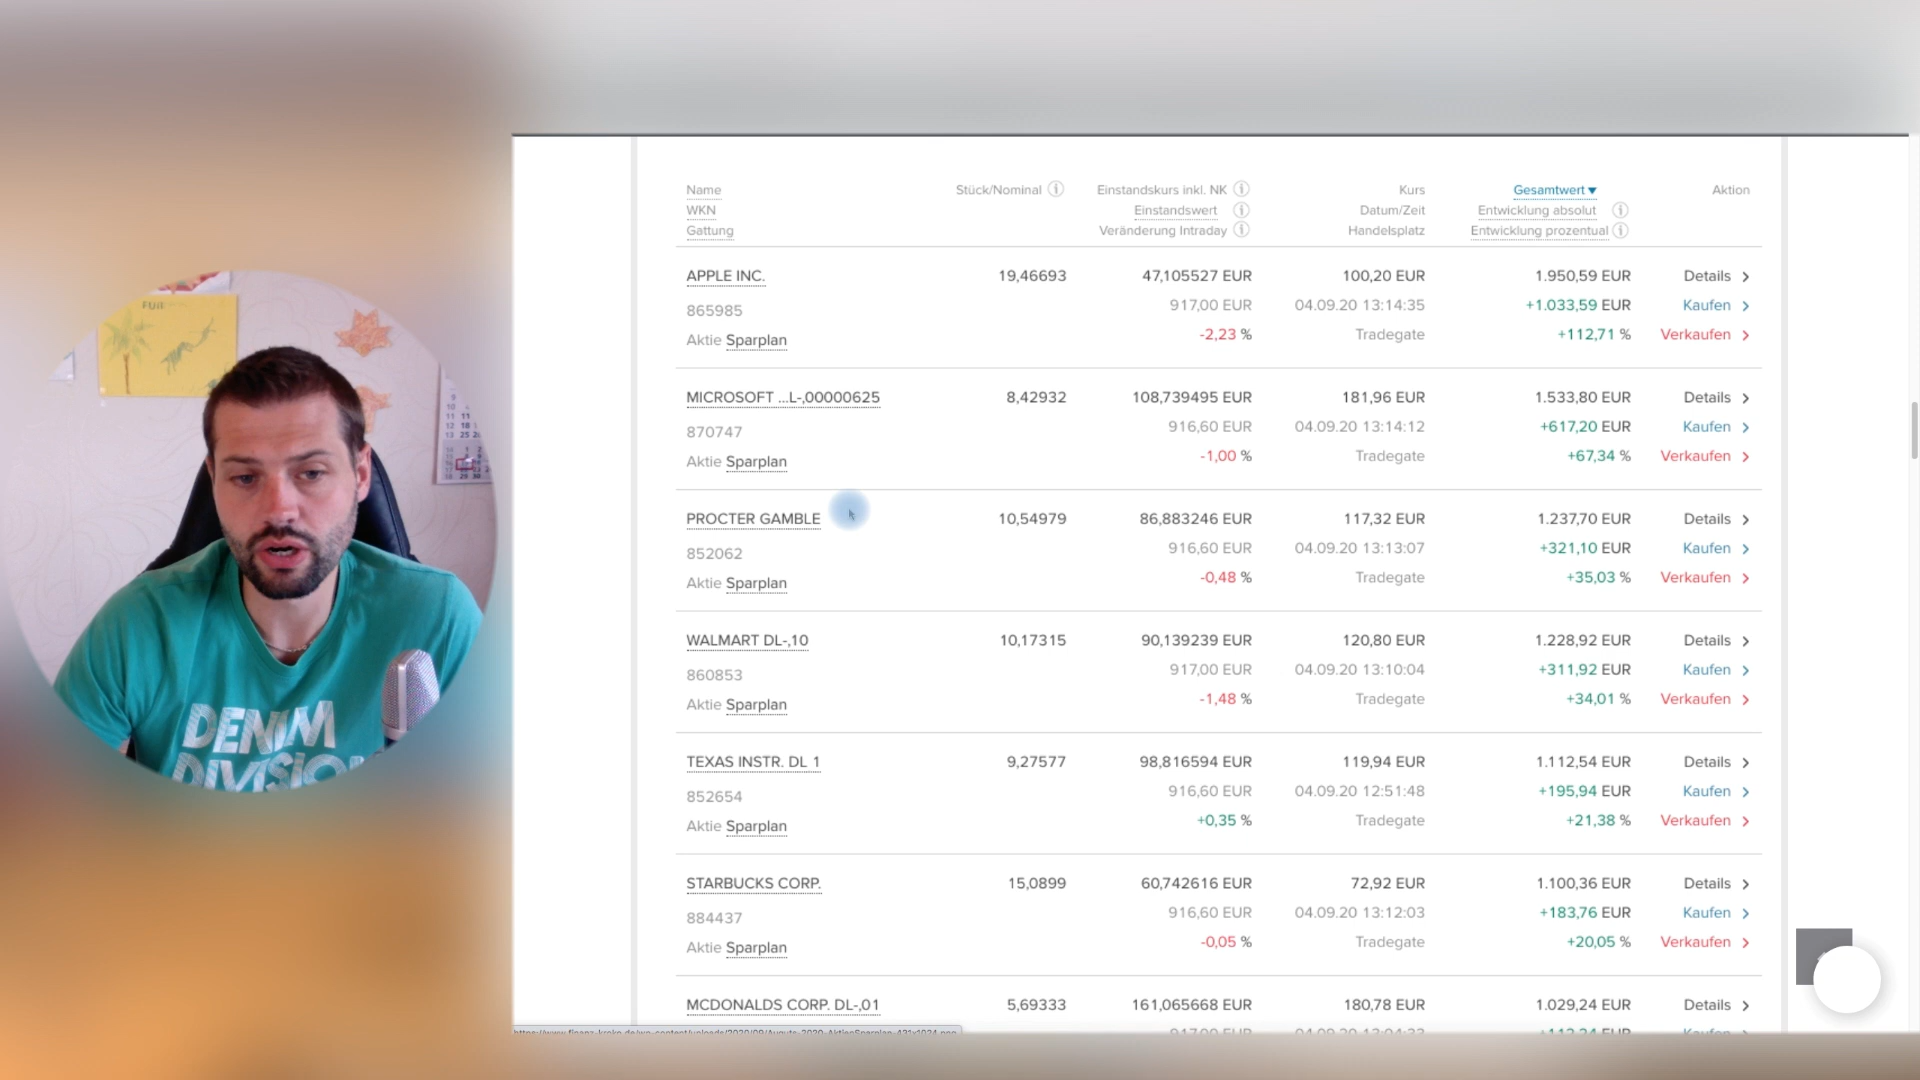 FUJI
DENIM
DIVISION
Name
Stück/Nominal
Einstandskurs inkl. NK
Kurs
Gesamtwert
Aktion
WKN
Einstandswert
Datum/Zeit
Entwicklung absolut
Gattung
Veränderung Intraday
Handelsplatz
Entwicklung prozentual
APPLE INC. 19,46693 47,105527 EUR 100,20 EUR 1.950,59 EUR Details
865985 917,00 EUR 04.09.20 13:14:35 +1.033,59 EUR Kaufen
Aktie Sparplan -2,23 % Tradegate +112,71 % Verkaufen
MICROSOFT ...L-,00000625 8,42932 108,739495 EUR 181,96 EUR 1.533,80 EUR Details
870747 916,60 EUR 04.09.20 13:14:12 +617,20 EUR Kaufen
Aktie Sparplan -1,00 % Tradegate +67,34 % Verkaufen
PROCTER GAMBLE 10,54979 86,883246 EUR 117,32 EUR 1.237,70 EUR Details
852062 916,60 EUR 04.09.20 13:13:07 +321,10 EUR Kaufen
Aktie Sparplan -0,48 % Tradegate +35,03 % Verkaufen
WALMART DL-,10 10,17315 90,139239 EUR 120,80 EUR 1.228,92 EUR Details
860853 917,00 EUR 04.09.20 13:10:04 +311,92 EUR Kaufen
Aktie Sparplan -1,48 % Tradegate +34,01 % Verkaufen
TEXAS INSTR. DL 1 9,27577 98,816594 EUR 119,94 EUR 1.112,54 EUR Details
852654 916,60 EUR 04.09.20 12:51:48 +195,94 EUR Kaufen
Aktie Sparplan +0,35 % Tradegate +21,38 % Verkaufen
STARBUCKS CORP. 15,0899 60,742616 EUR 72,92 EUR 1.100,36 EUR Details
884437 916,60 EUR 04.09.20 13:12:03 +183,76 EUR Kaufen
Aktie Sparplan -0,05 % Tradegate +20,05 % Verkaufen
MCDONALDS CORP. DL-,01 5,69333 161,065668 EUR 180,78 EUR 1.029,24 EUR Details